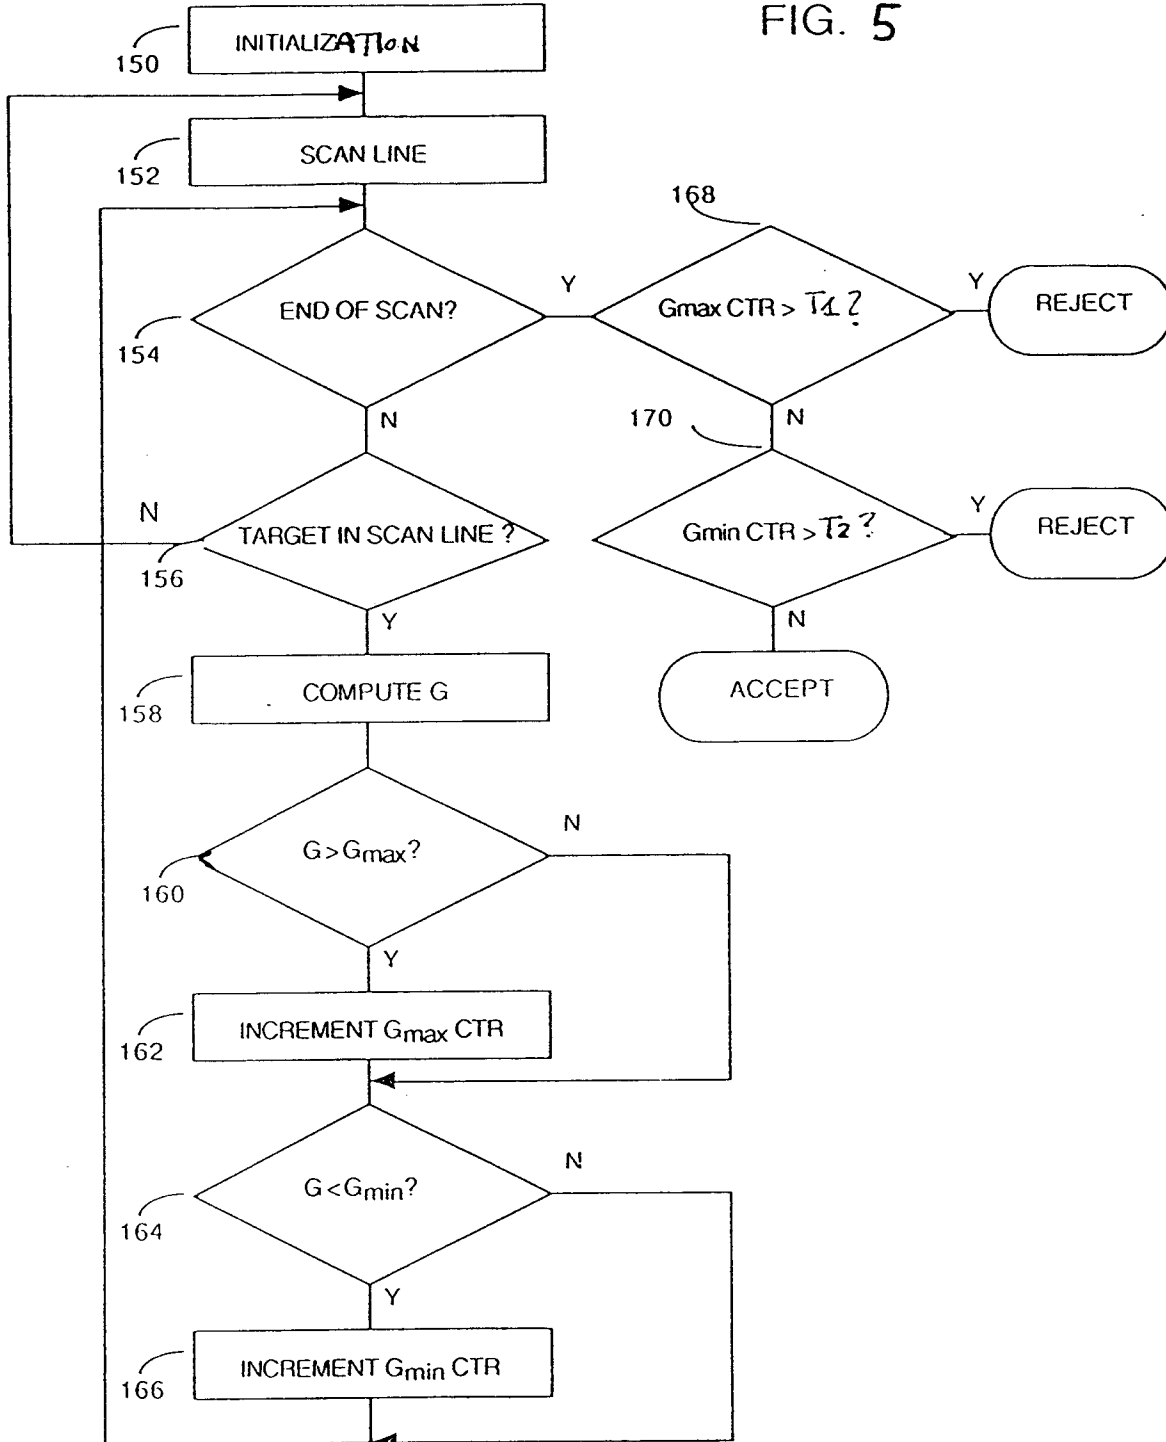 FIG. 5
INITIALIZATION
150
SCAN LINE
152
168
END OF SCAN?
Y
Gmax CTR > T1?
Y
REJECT
154
N
170
N
N
TARGET IN SCAN LINE ?
Gmin CTR > T2?
Y
REJECT
156
Y
N
COMPUTE G
158
ACCEPT
G > Gmax?
N
160
Y
INCREMENT Gmax CTR
162
G < Gmin?
N
164
Y
INCREMENT Gmin CTR
166